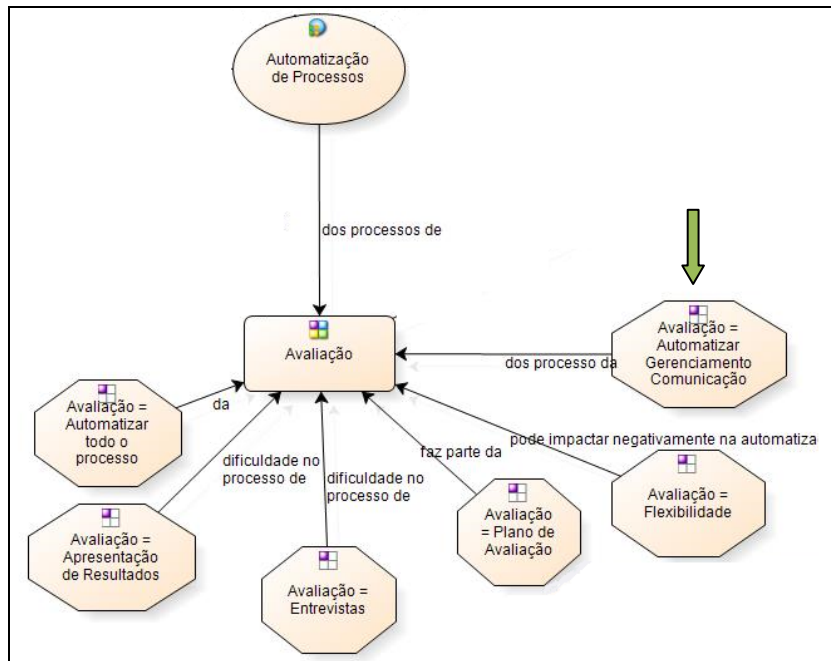 Automatização
de Processos
dos processos de
Avaliação
Avaliação =
Automatizar
Gerenciamento
Comunicação
dos processo da
Avaliação =
Automatizar
todo o
processo
da
pode impactar negativamente na automatiza
dificuldade no
processo de
dificuldade no
processo de
faz parte da
Avaliação =
Flexibilidade
Avaliação
= Plano de
Avaliação
Avaliação =
Apresentação
de Resultados
Avaliação =
Entrevistas